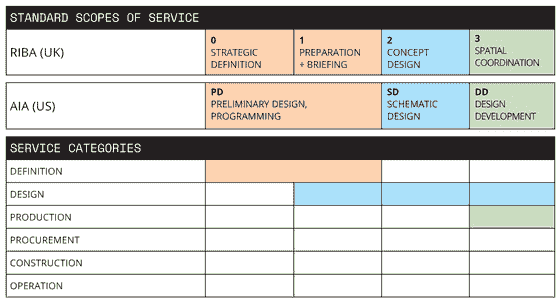 STANDARD SCOPES OF SERVICE
RIBA (UK)
0
STRATEGIC
DEFINITION
1
PREPARATION
+ BRIEFING
2
CONCEPT
DESIGN
3
SPATIAL
COORDINATION
AIA (US)
PD
PRELIMINARY DESIGN,
PROGRAMMING
SD
SCHEMATIC
DESIGN
DD
DESIGN
DEVELOPMENT
SERVICE CATEGORIES
DEFINITION
DESIGN
PRODUCTION
PROCUREMENT
CONSTRUCTION
OPERATION